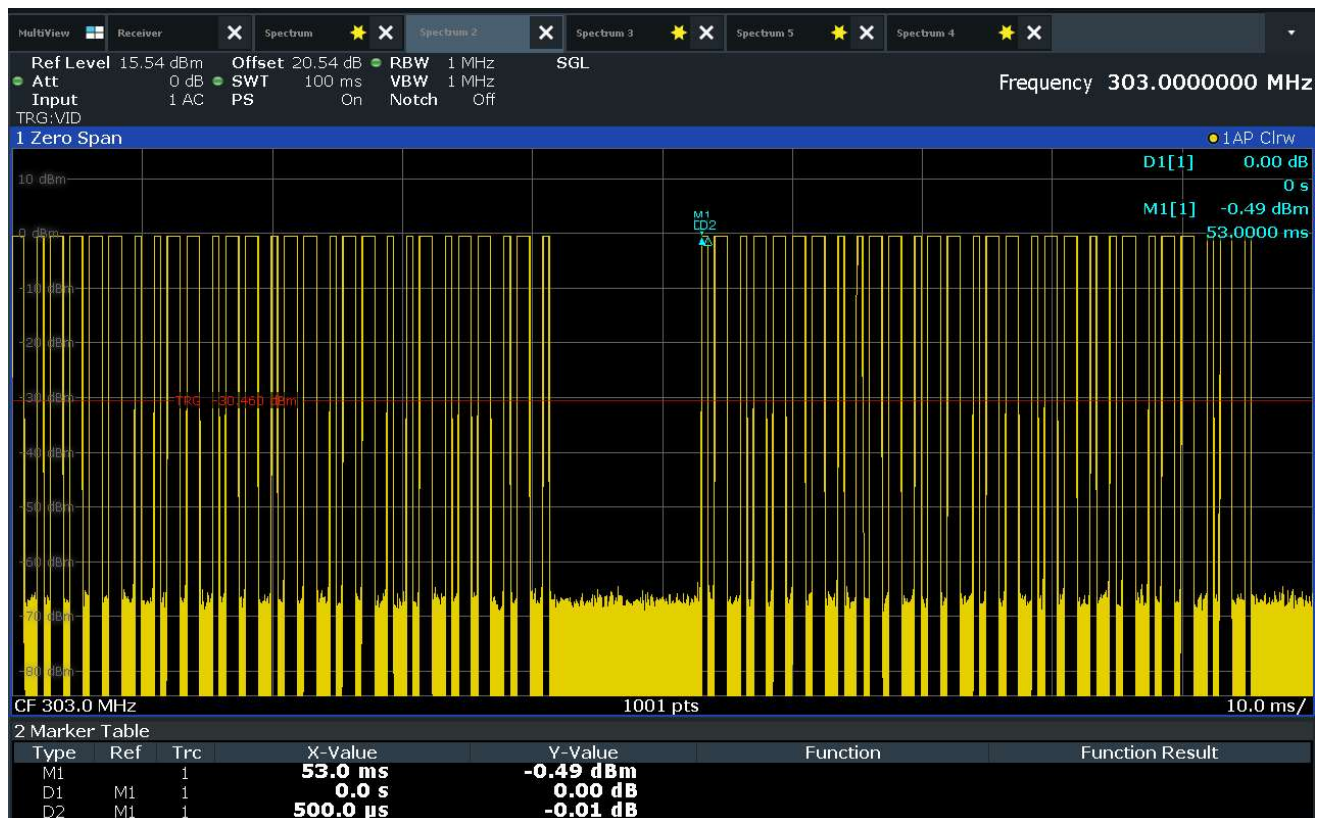 MultiView Receiver Spectrum Spectrum 2 Spectrum 3 Spectrum 5 Spectrum 4
Ref Level 15.54 dBm Offset 20.54 dB RBW 1 MHz SGL
Att 0 dB SWT 100 ms VBW 1 MHz Frequency 303.0000000 MHz
Input 1 AC PS On Notch Off
TRG:VID
1 Zero Span 1AP Clrw
D1[1] 0.00 dB
10 dBm
0 s
M1[1] -0.49 dBm
M1
D2
0 dBm
53.0000 ms
-10 dBm
-20 dBm
-30 dBm
TRG -30.460 dBm
-40 dBm
-50 dBm
-60 dBm
-70 dBm
-80 dBm
CF 303.0 MHz 1001 pts 10.0 ms/
2 Marker Table
Type Ref Trc X-Value Y-Value Function Function Result
M1 1 53.0 ms -0.49 dBm
D1 M1 1 0.0 s 0.00 dB
D2 M1 1 500.0 µs -0.01 dB